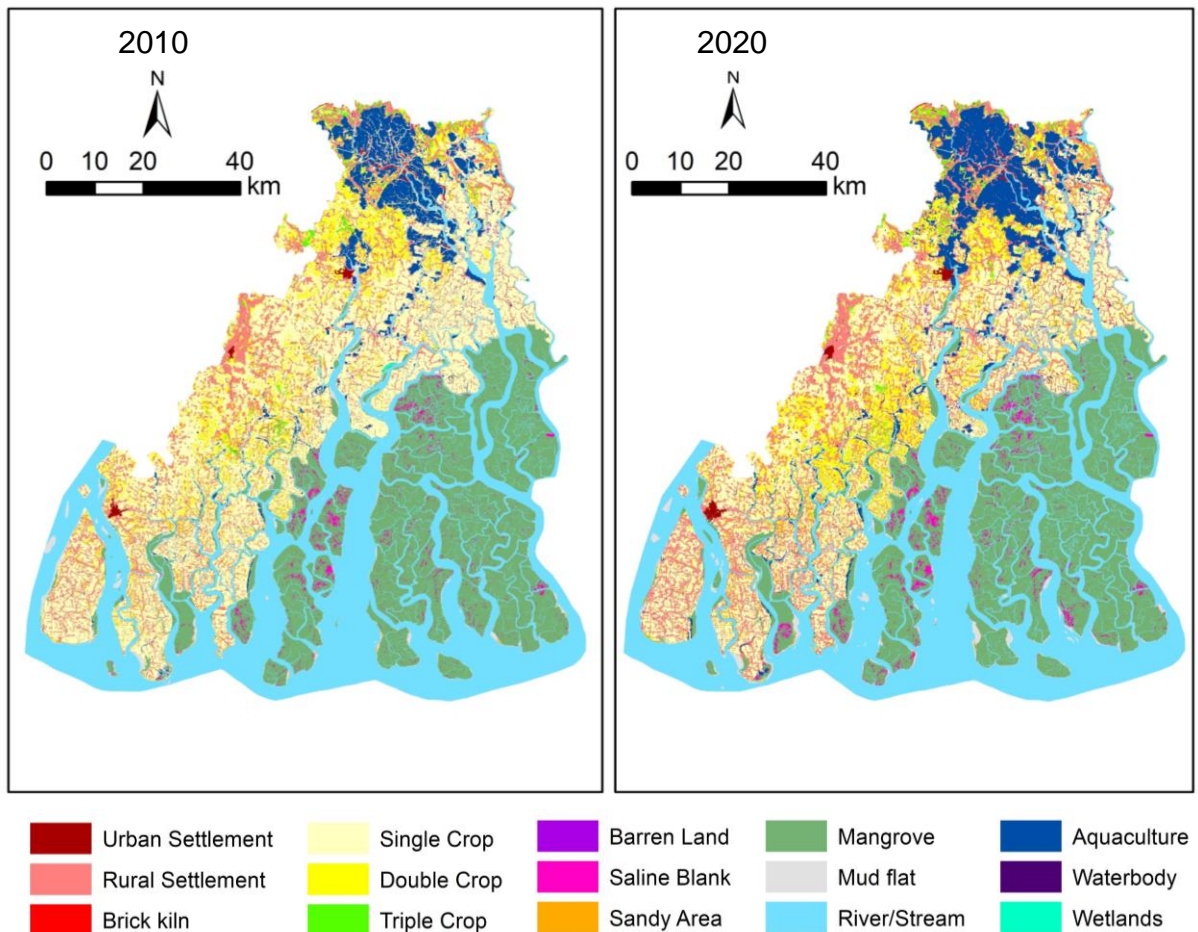 2010
N
0 10 20 40
km
2020
N
0 10 20 40
km
Urban Settlement
Rural Settlement
Brick kiln
Single Crop
Double Crop
Triple Crop
Barren Land
Saline Blank
Sandy Area
Mangrove
Mud flat
River/Stream
Aquaculture
Waterbody
Wetlands